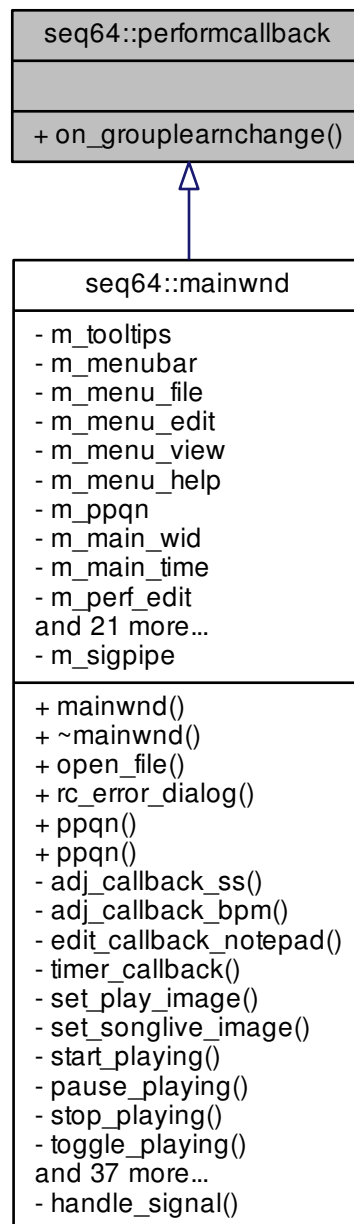 seq64::performcallback
+ on_grouplearnchange()
seq64::mainwnd
- m_tooltips
- m_menubar
- m_menu_file
- m_menu_edit
- m_menu_view
- m_menu_help
- m_ppqn
- m_main_wid
- m_main_time
- m_perf_edit
and 21 more...
- m_sigpipe
+ mainwnd()
+ ~mainwnd()
+ open_file()
+ rc_error_dialog()
+ ppqn()
+ ppqn()
- adj_callback_ss()
- adj_callback_bpm()
- edit_callback_notepad()
- timer_callback()
- set_play_image()
- set_songlive_image()
- start_playing()
- pause_playing()
- stop_playing()
- toggle_playing()
and 37 more...
- handle_signal()